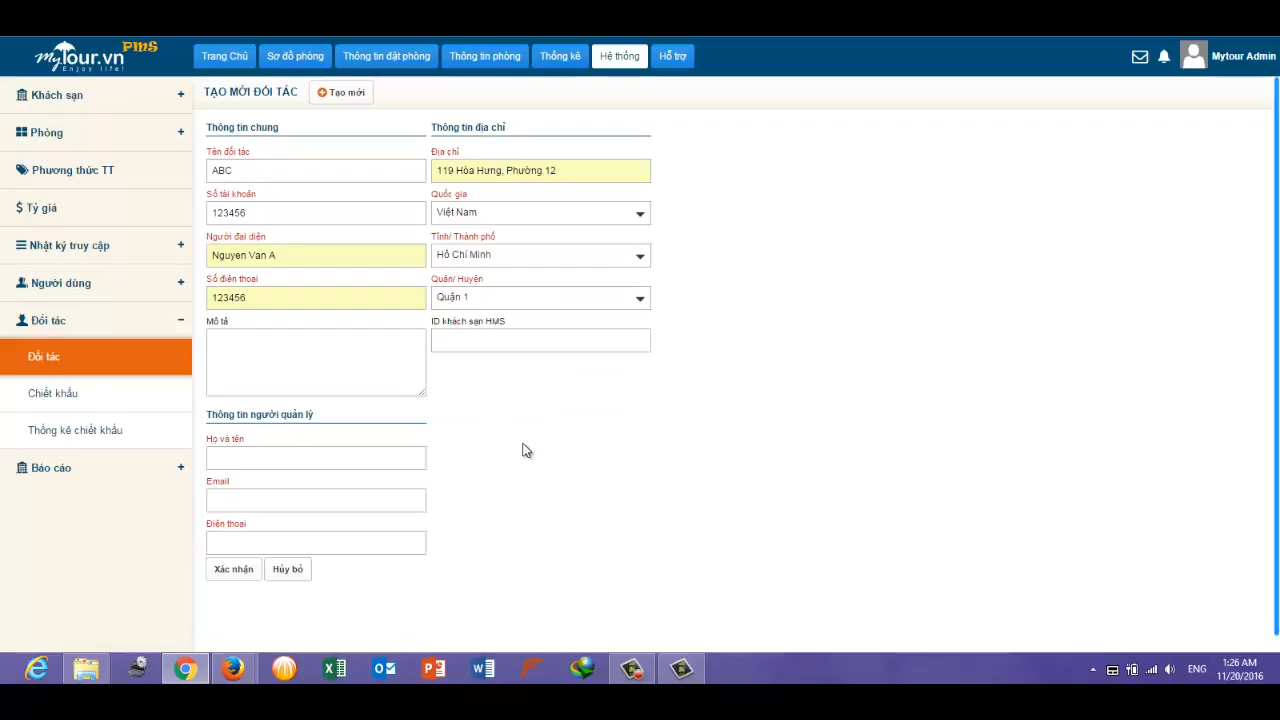 myTour.vn PMS
Enjoy life!
Trang Chủ
Sơ đồ phòng
Thông tin đặt phòng
Thông tin phòng
Thống kê
Hệ thống
Hỗ trợ
Mytour Admin
Khách sạn +
Phòng +
Phương thức TT
$ Tỷ giá
Nhật ký truy cập +
Người dùng +
Đối tác −
Đối tác
Chiết khấu
Thống kê chiết khấu
Báo cáo +
TẠO MỚI ĐỐI TÁC
Tạo mới
Thông tin chung
Tên đối tác
ABC
Số tài khoản
123456
Người đại diện
Nguyen Van A
Số điện thoại
123456
Mô tả
Thông tin địa chỉ
Địa chỉ
119 Hòa Hưng, Phường 12
Quốc gia
Việt Nam
Tỉnh/ Thành phố
Hồ Chí Minh
Quận/ Huyện
Quận 1
ID khách sạn HMS
Thông tin người quản lý
Họ và tên
Email
Điện thoại
Xác nhận
Hủy bỏ
ENG
1:26 AM
11/20/2016